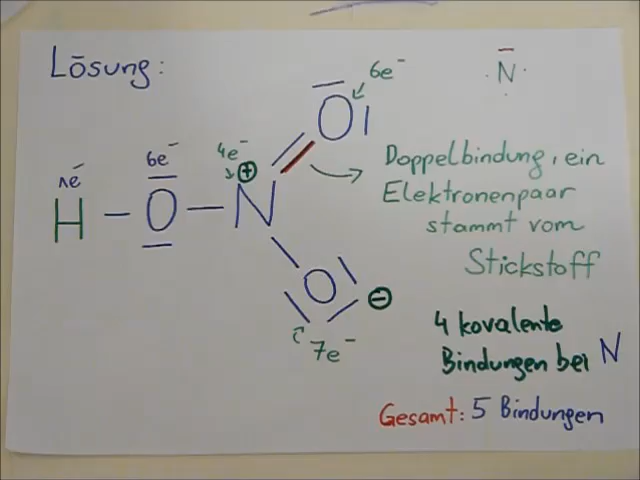 Lösung:
6e⁻
N
Ō
1e⁻
6e⁻
4e⁻
⊕
H – O – N
Doppelbindung, ein
Elektronenpaar
stammt vom
Stickstoff
O
⊖
7e⁻
4 kovalente
Bindungen bei N
Gesamt: 5 Bindungen